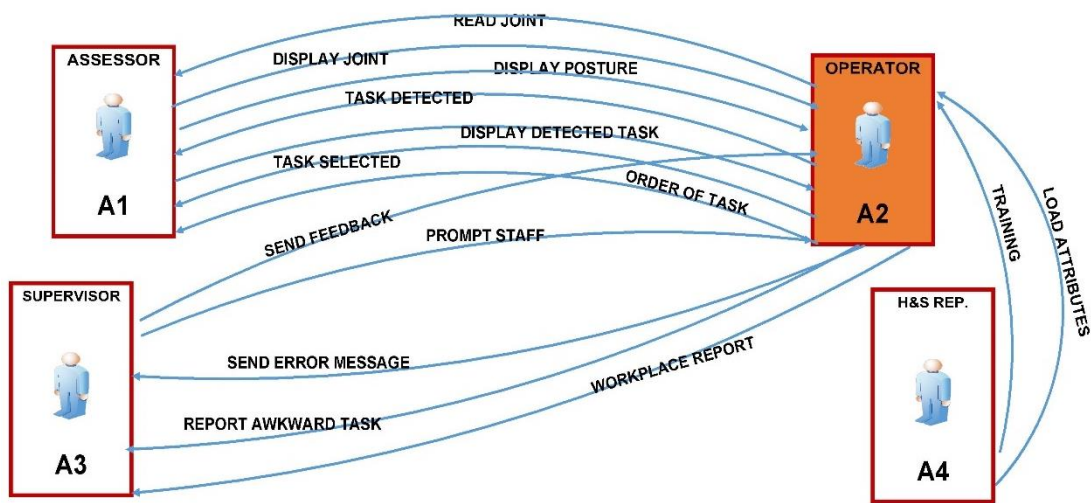 READ JOINT
ASSESSOR
DISPLAY JOINT
DISPLAY POSTURE
OPERATOR
TASK DETECTED
DISPLAY DETECTED TASK
TASK SELECTED
ORDER OF TASK
A1
A2
SEND FEEDBACK
PROMPT STAFF
TRAINING
LOAD ATTRIBUTES
SUPERVISOR
H&S REP.
SEND ERROR MESSAGE
WORKPLACE REPORT
REPORT AWKWARD TASK
A3
A4